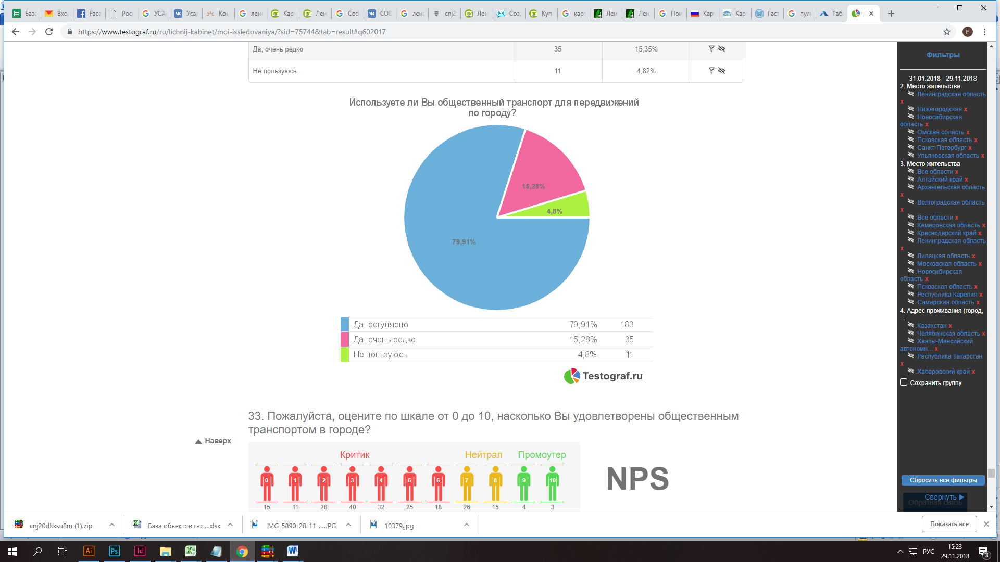 База
Вхо
Face
Рос
УСА
Усад
Кон
лен
Кар
Лен
Cod
COD
лен
cnj2
Лен
Соз
Купи
кар
Лен
Лен
Пои
Кар
Кар
Гаст
пул
Таб
https://www.testograf.ru/ru/lichnij-kabinet/moi-issledovaniya/?sid=75744&tab=result#q602017
F
Да, очень редко 35 15,35%
Не пользуюсь 11 4,82%
Используете ли Вы общественный транспорт для передвижений
по городу?
15,28%
4,8%
79,91%
Да, регулярно 79,91% 183
Да, очень редко 15,28% 35
Не пользуюсь 4,8% 11
Testograf.ru
33. Пожалуйста, оцените по шкале от 0 до 10, насколько Вы удовлетворены общественным
транспортом в городе?
Наверх
Критик Нейтрал Промоутер
0 1 2 3 4 5 6 7 8 9 10
15 11 28 40 32 25 18 26 15 4 3
NPS
Фильтры
31.01.2018 - 29.11.2018
2. Место жительства
Ленинградская область
x
Нижегородская x
Новосибирская
область x
Омская область x
Псковская область x
Санкт-Петербург x
Ульяновская область x
3. Место жительства
Все области x
Алтайский край x
Архангельская область
x
Волгоградская область
x
Все области x
Кемеровская область x
Краснодарский край x
Ленинградская область
x
Липецкая область x
Московская область x
Новосибирская
область x
Псковская область x
Республика Карелия x
Самарская область x
4. Адрес проживания (город,
...
Казахстан x
Челябинская область x
Ханты-Мансийский
автономн... x
Республика Татарстан
x
Хабаровский край x
Сохранить группу
Сбросить все фильтры
Свернуть
Обратная связь
cnj20dkksu8m (1).zip
База обьектов гас....xlsx
IMG_5890-28-11-....JPG
10379.jpg
Показать все
Ai
Ps
Id
РУС
15:23
29.11.2018
3